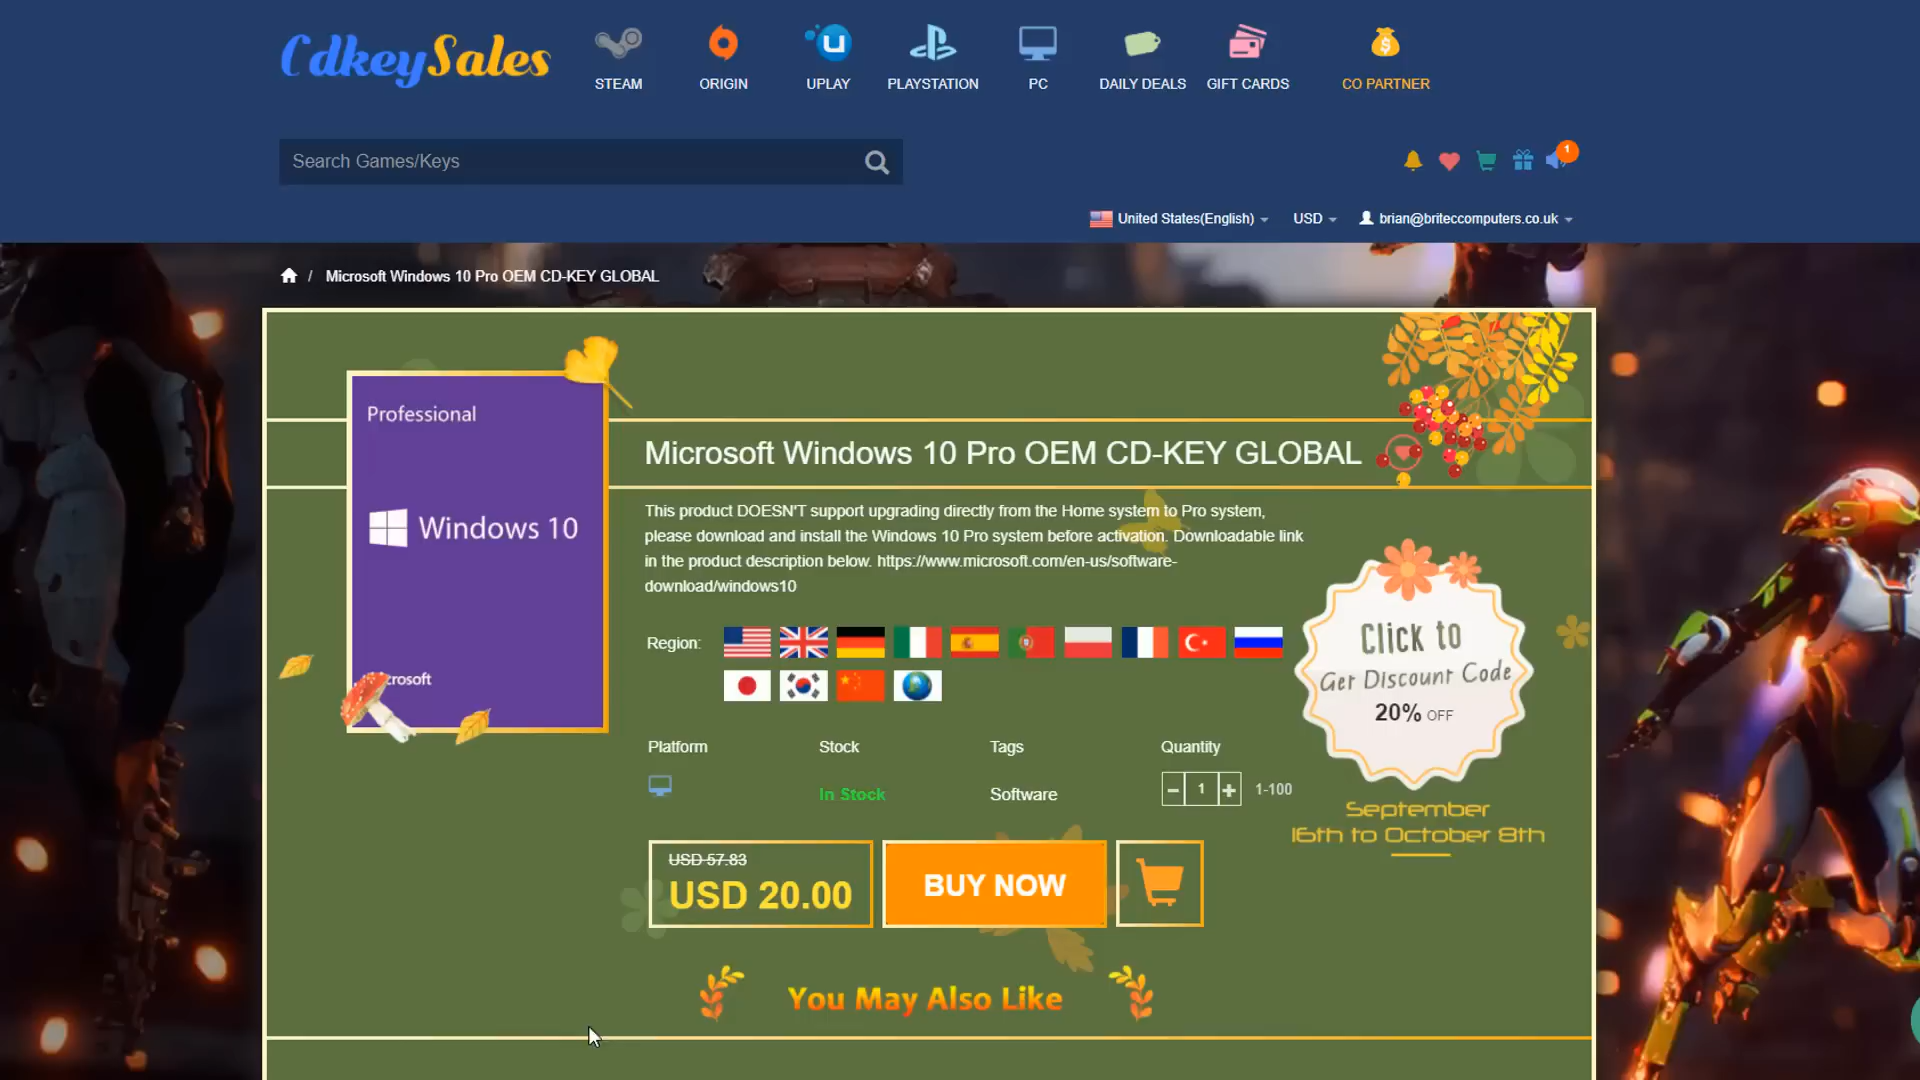 CdkeySales
STEAM
ORIGIN
UPLAY
PLAYSTATION
PC
DAILY DEALS
GIFT CARDS
CO PARTNER
Search Games/Keys
1
United States(English)
USD
brian@briteccomputers.co.uk
/ Microsoft Windows 10 Pro OEM CD-KEY GLOBAL
Professional
Windows 10
crosoft
Microsoft Windows 10 Pro OEM CD-KEY GLOBAL
This product DOESN'T support upgrading directly from the Home system to Pro system,
please download and install the Windows 10 Pro system before activation. Downloadable link
in the product description below. https://www.microsoft.com/en-us/software-
download/windows10
Region:
Click to
Get Discount Code
20% OFF
September
16th to October 8th
Platform
Stock
Tags
Quantity
In Stock
Software
1
1-100
USD 57.83
USD 20.00
BUY NOW
You May Also Like